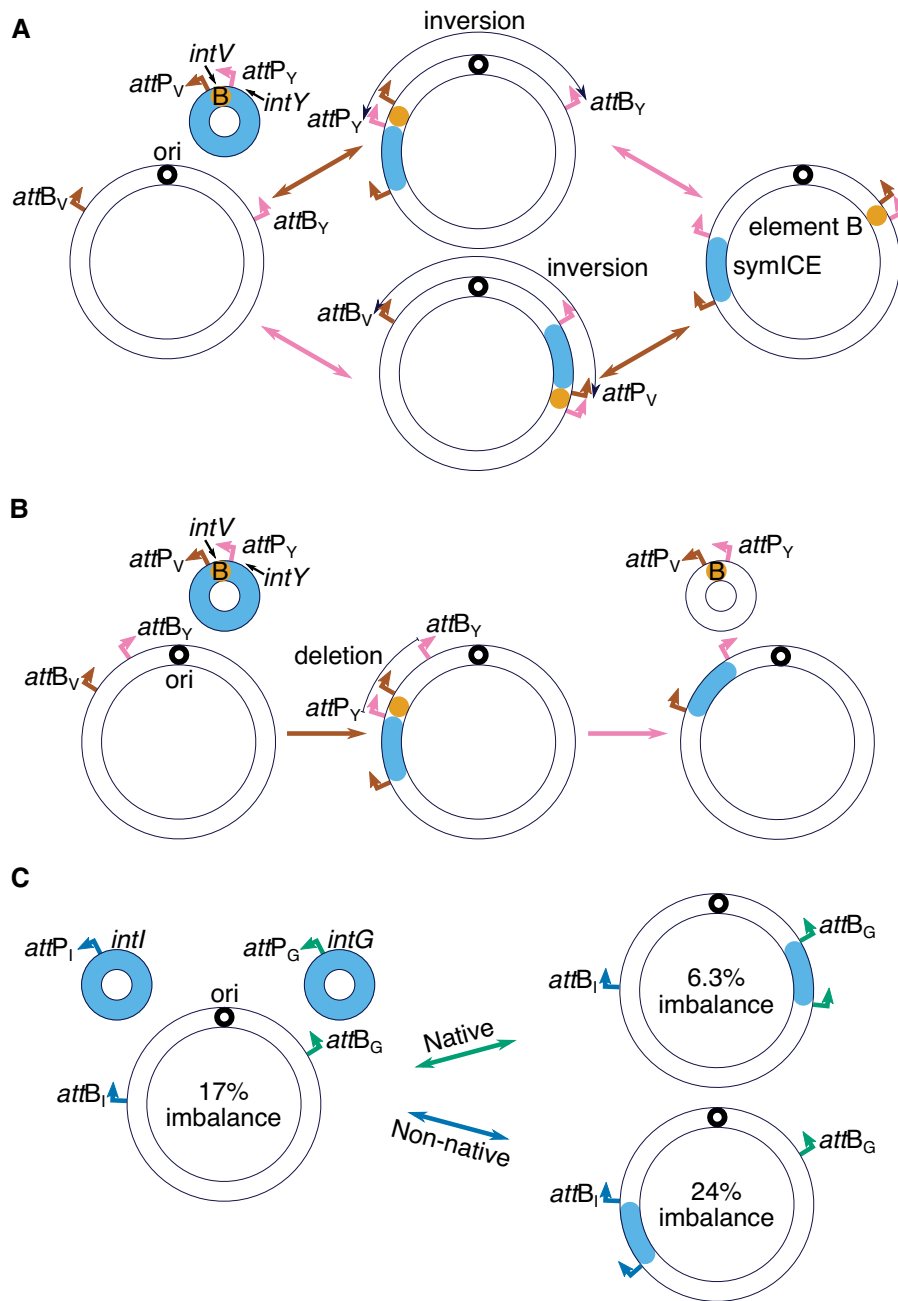 A
inversion
intV
attPV
attPY
B
intY
ori
attBV
attBY
attPY
attBY
element B
symICE
inversion
attBV
attPV
B
intV
attPV
attPY
B
intY
attBY
attBV
ori
deletion
attBY
attPY
attPV
attPY
B
C
attPI
intI
attPG
intG
ori
attBG
attBI
17%
imbalance
Native
Non-native
attBG
attBI
6.3%
imbalance
attBG
attBI
24%
imbalance